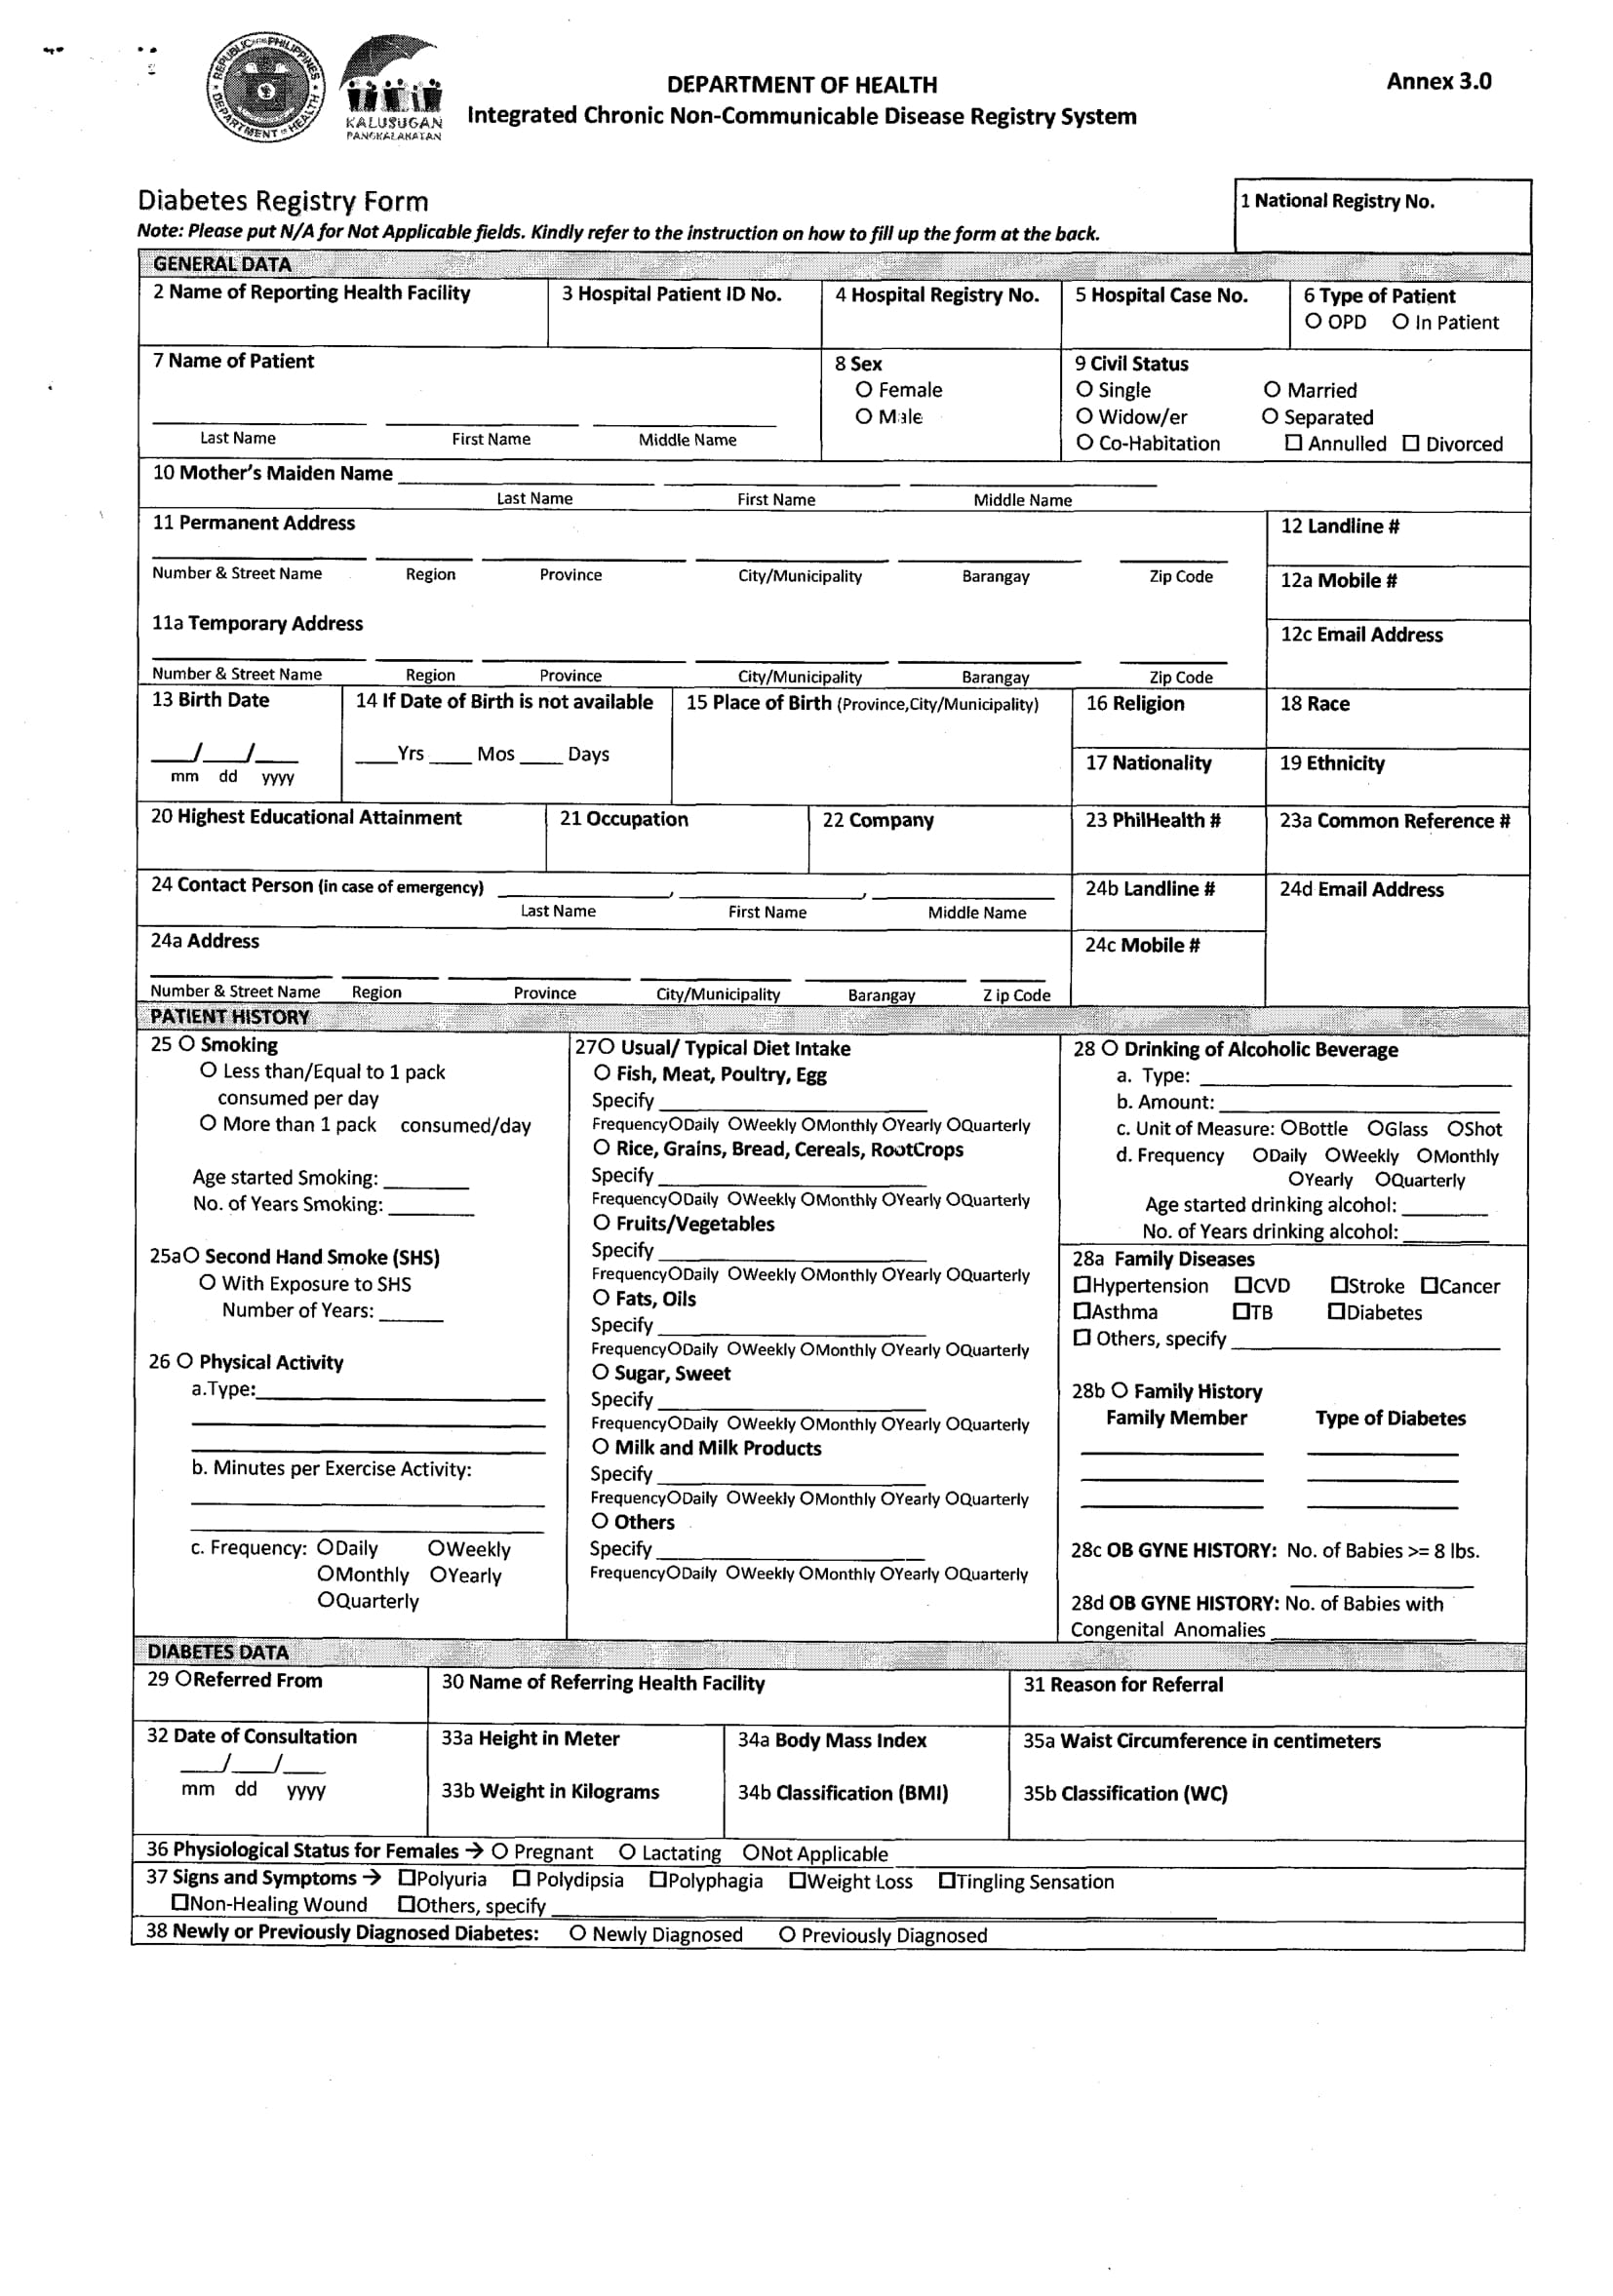 REPUBLIC OF THE PHILIPPINES
DEPARTMENT OF HEALTH
KALUSUGAN
PANGKALAHATAN
DEPARTMENT OF HEALTH
Integrated Chronic Non-Communicable Disease Registry System
Annex 3.0
Diabetes Registry Form
Note: Please put N/A for Not Applicable fields. Kindly refer to the instruction on how to fill up the form at the back.
1 National Registry No.
GENERAL DATA
2 Name of Reporting Health Facility 3 Hospital Patient ID No. 4 Hospital Registry No. 5 Hospital Case No. 6 Type of Patient
O OPD O In Patient
7 Name of Patient 8 Sex 9 Civil Status
O Female O Single O Married
O Male O Widow/er O Separated
Last Name First Name Middle Name O Co-Habitation ☐ Annulled ☐ Divorced
10 Mother's Maiden Name
Last Name First Name Middle Name
11 Permanent Address 12 Landline #
Number & Street Name Region Province City/Municipality Barangay Zip Code 12a Mobile #
11a Temporary Address 12c Email Address
Number & Street Name Region Province City/Municipality Barangay Zip Code
13 Birth Date 14 If Date of Birth is not available 15 Place of Birth (Province,City/Municipality) 16 Religion 18 Race
___/___/___ ____Yrs ____ Mos ____ Days 17 Nationality 19 Ethnicity
mm dd yyyy
20 Highest Educational Attainment 21 Occupation 22 Company 23 PhilHealth # 23a Common Reference #
24 Contact Person (in case of emergency) ____, ____, ____ 24b Landline # 24d Email Address
Last Name First Name Middle Name
24a Address 24c Mobile #
Number & Street Name Region Province City/Municipality Barangay Z ip Code
PATIENT HISTORY
25 O Smoking
O Less than/Equal to 1 pack
consumed per day
O More than 1 pack consumed/day
Age started Smoking:
No. of Years Smoking:
25aO Second Hand Smoke (SHS)
O With Exposure to SHS
Number of Years:
26 O Physical Activity
a.Type:
b. Minutes per Exercise Activity:
c. Frequency: ODaily OWeekly
OMonthly OYearly
OQuarterly
27O Usual/ Typical Diet Intake
O Fish, Meat, Poultry, Egg
Specify
FrequencyODaily OWeekly OMonthly OYearly OQuarterly
O Rice, Grains, Bread, Cereals, RootCrops
Specify
FrequencyODaily OWeekly OMonthly OYearly OQuarterly
O Fruits/Vegetables
Specify
FrequencyODaily OWeekly OMonthly OYearly OQuarterly
O Fats, Oils
Specify
FrequencyODaily OWeekly OMonthly OYearly OQuarterly
O Sugar, Sweet
Specify
FrequencyODaily OWeekly OMonthly OYearly OQuarterly
O Milk and Milk Products
Specify
FrequencyODaily OWeekly OMonthly OYearly OQuarterly
O Others
Specify
FrequencyODaily OWeekly OMonthly OYearly OQuarterly
28 O Drinking of Alcoholic Beverage
a. Type:
b. Amount:
c. Unit of Measure: OBottle OGlass OShot
d. Frequency ODaily OWeekly OMonthly
OYearly OQuarterly
Age started drinking alcohol:
No. of Years drinking alcohol:
28a Family Diseases
☐Hypertension ☐CVD ☐Stroke ☐Cancer
☐Asthma ☐TB ☐Diabetes
☐ Others, specify
28b O Family History
Family Member Type of Diabetes
28c OB GYNE HISTORY: No. of Babies >= 8 lbs.
28d OB GYNE HISTORY: No. of Babies with
Congenital Anomalies
DIABETES DATA
29 OReferred From 30 Name of Referring Health Facility 31 Reason for Referral
32 Date of Consultation 33a Height in Meter 34a Body Mass Index 35a Waist Circumference in centimeters
___/___/___
mm dd yyyy 33b Weight in Kilograms 34b Classification (BMI) 35b Classification (WC)
36 Physiological Status for Females → O Pregnant O Lactating ONot Applicable
37 Signs and Symptoms → ☐Polyuria ☐ Polydipsia ☐Polyphagia ☐Weight Loss ☐Tingling Sensation
☐Non-Healing Wound ☐Others, specify
38 Newly or Previously Diagnosed Diabetes: O Newly Diagnosed O Previously Diagnosed